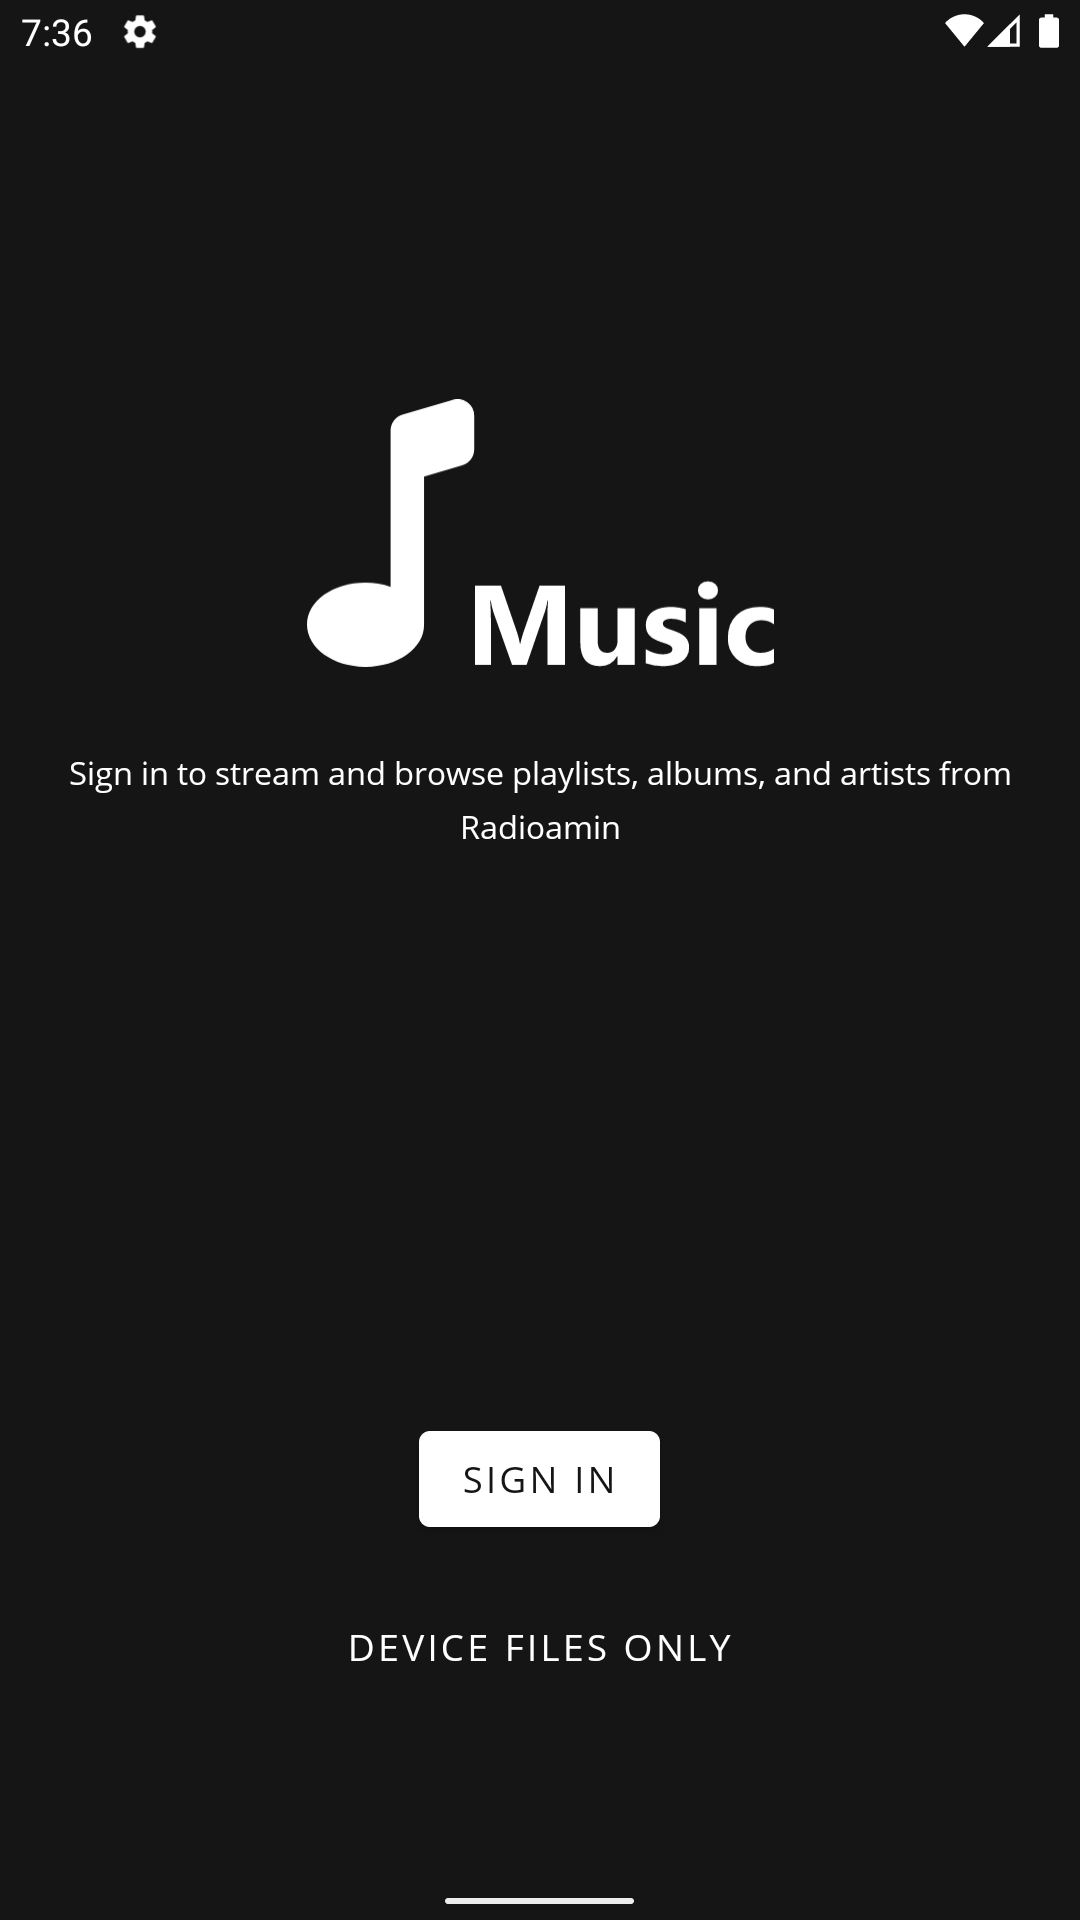 7:36
Music
Sign in to stream and browse playlists, albums, and artists from
Radioamin
SIGN IN
DEVICE FILES ONLY